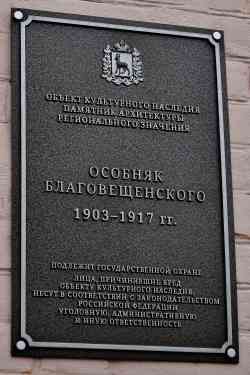 ОБЪЕКТ КУЛЬТУРНОГО НАСЛЕДИЯ
ПАМЯТНИК АРХИТЕКТУРЫ
РЕГИОНАЛЬНОГО ЗНАЧЕНИЯ
ОСОБНЯК
БЛАГОВЕЩЕНСКОГО
1903–1917 гг.
ПОДЛЕЖИТ ГОСУДАРСТВЕННОЙ ОХРАНЕ
ЛИЦА, ПРИЧИНИВШИЕ ВРЕД
ОБЪЕКТУ КУЛЬТУРНОГО НАСЛЕДИЯ,
НЕСУТ В СООТВЕТСТВИИ С ЗАКОНОДАТЕЛЬСТВОМ
РОССИЙСКОЙ ФЕДЕРАЦИИ
УГОЛОВНУЮ, АДМИНИСТРАТИВНУЮ
И ИНУЮ ОТВЕТСТВЕННОСТЬ